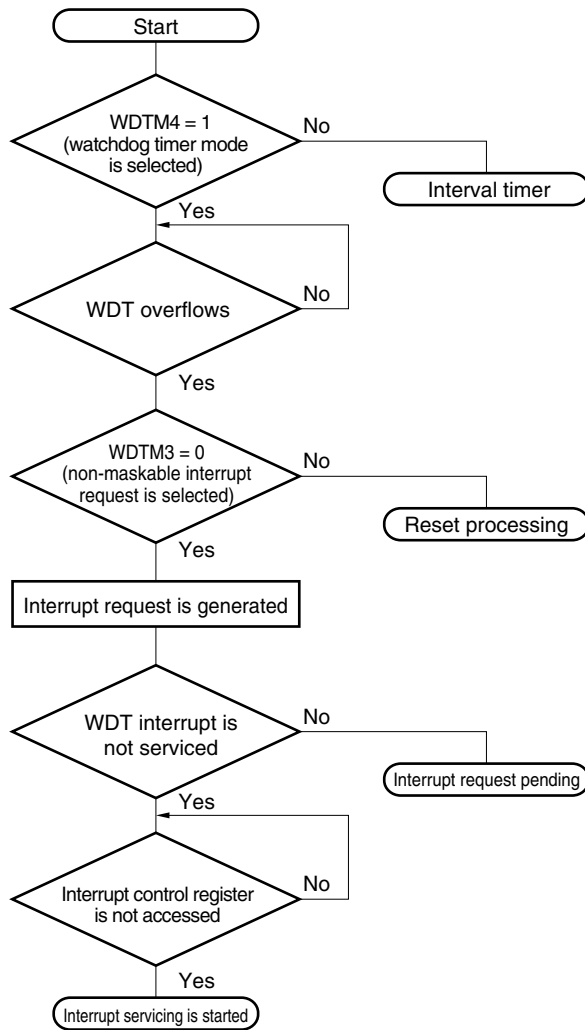 Start
WDTM4 = 1
(watchdog timer mode
is selected)
No
Interval timer
Yes
WDT overflows
No
Yes
WDTM3 = 0
(non-maskable interrupt
request is selected)
No
Reset processing
Yes
Interrupt request is generated
WDT interrupt is
not serviced
No
Interrupt request pending
Yes
Interrupt control register
is not accessed
No
Yes
Interrupt servicing is started